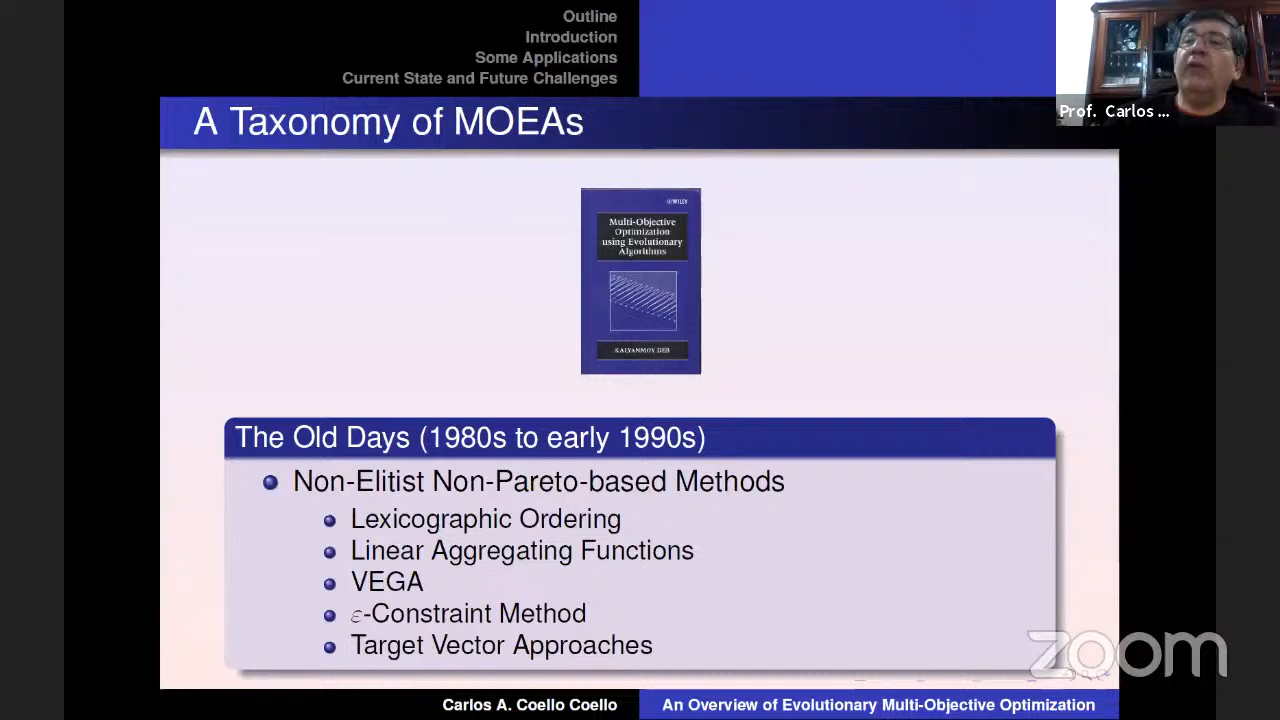 Outline
Introduction
Some Applications
Current State and Future Challenges
Prof. Carlos ...
A Taxonomy of MOEAs
WILEY
Multi-Objective
Optimization
using Evolutionary
Algorithms
KALYANMOY DEB
The Old Days (1980s to early 1990s)
Non-Elitist Non-Pareto-based Methods
Lexicographic Ordering
Linear Aggregating Functions
VEGA
ε-Constraint Method
Target Vector Approaches
zoom
Carlos A. Coello Coello
An Overview of Evolutionary Multi-Objective Optimization